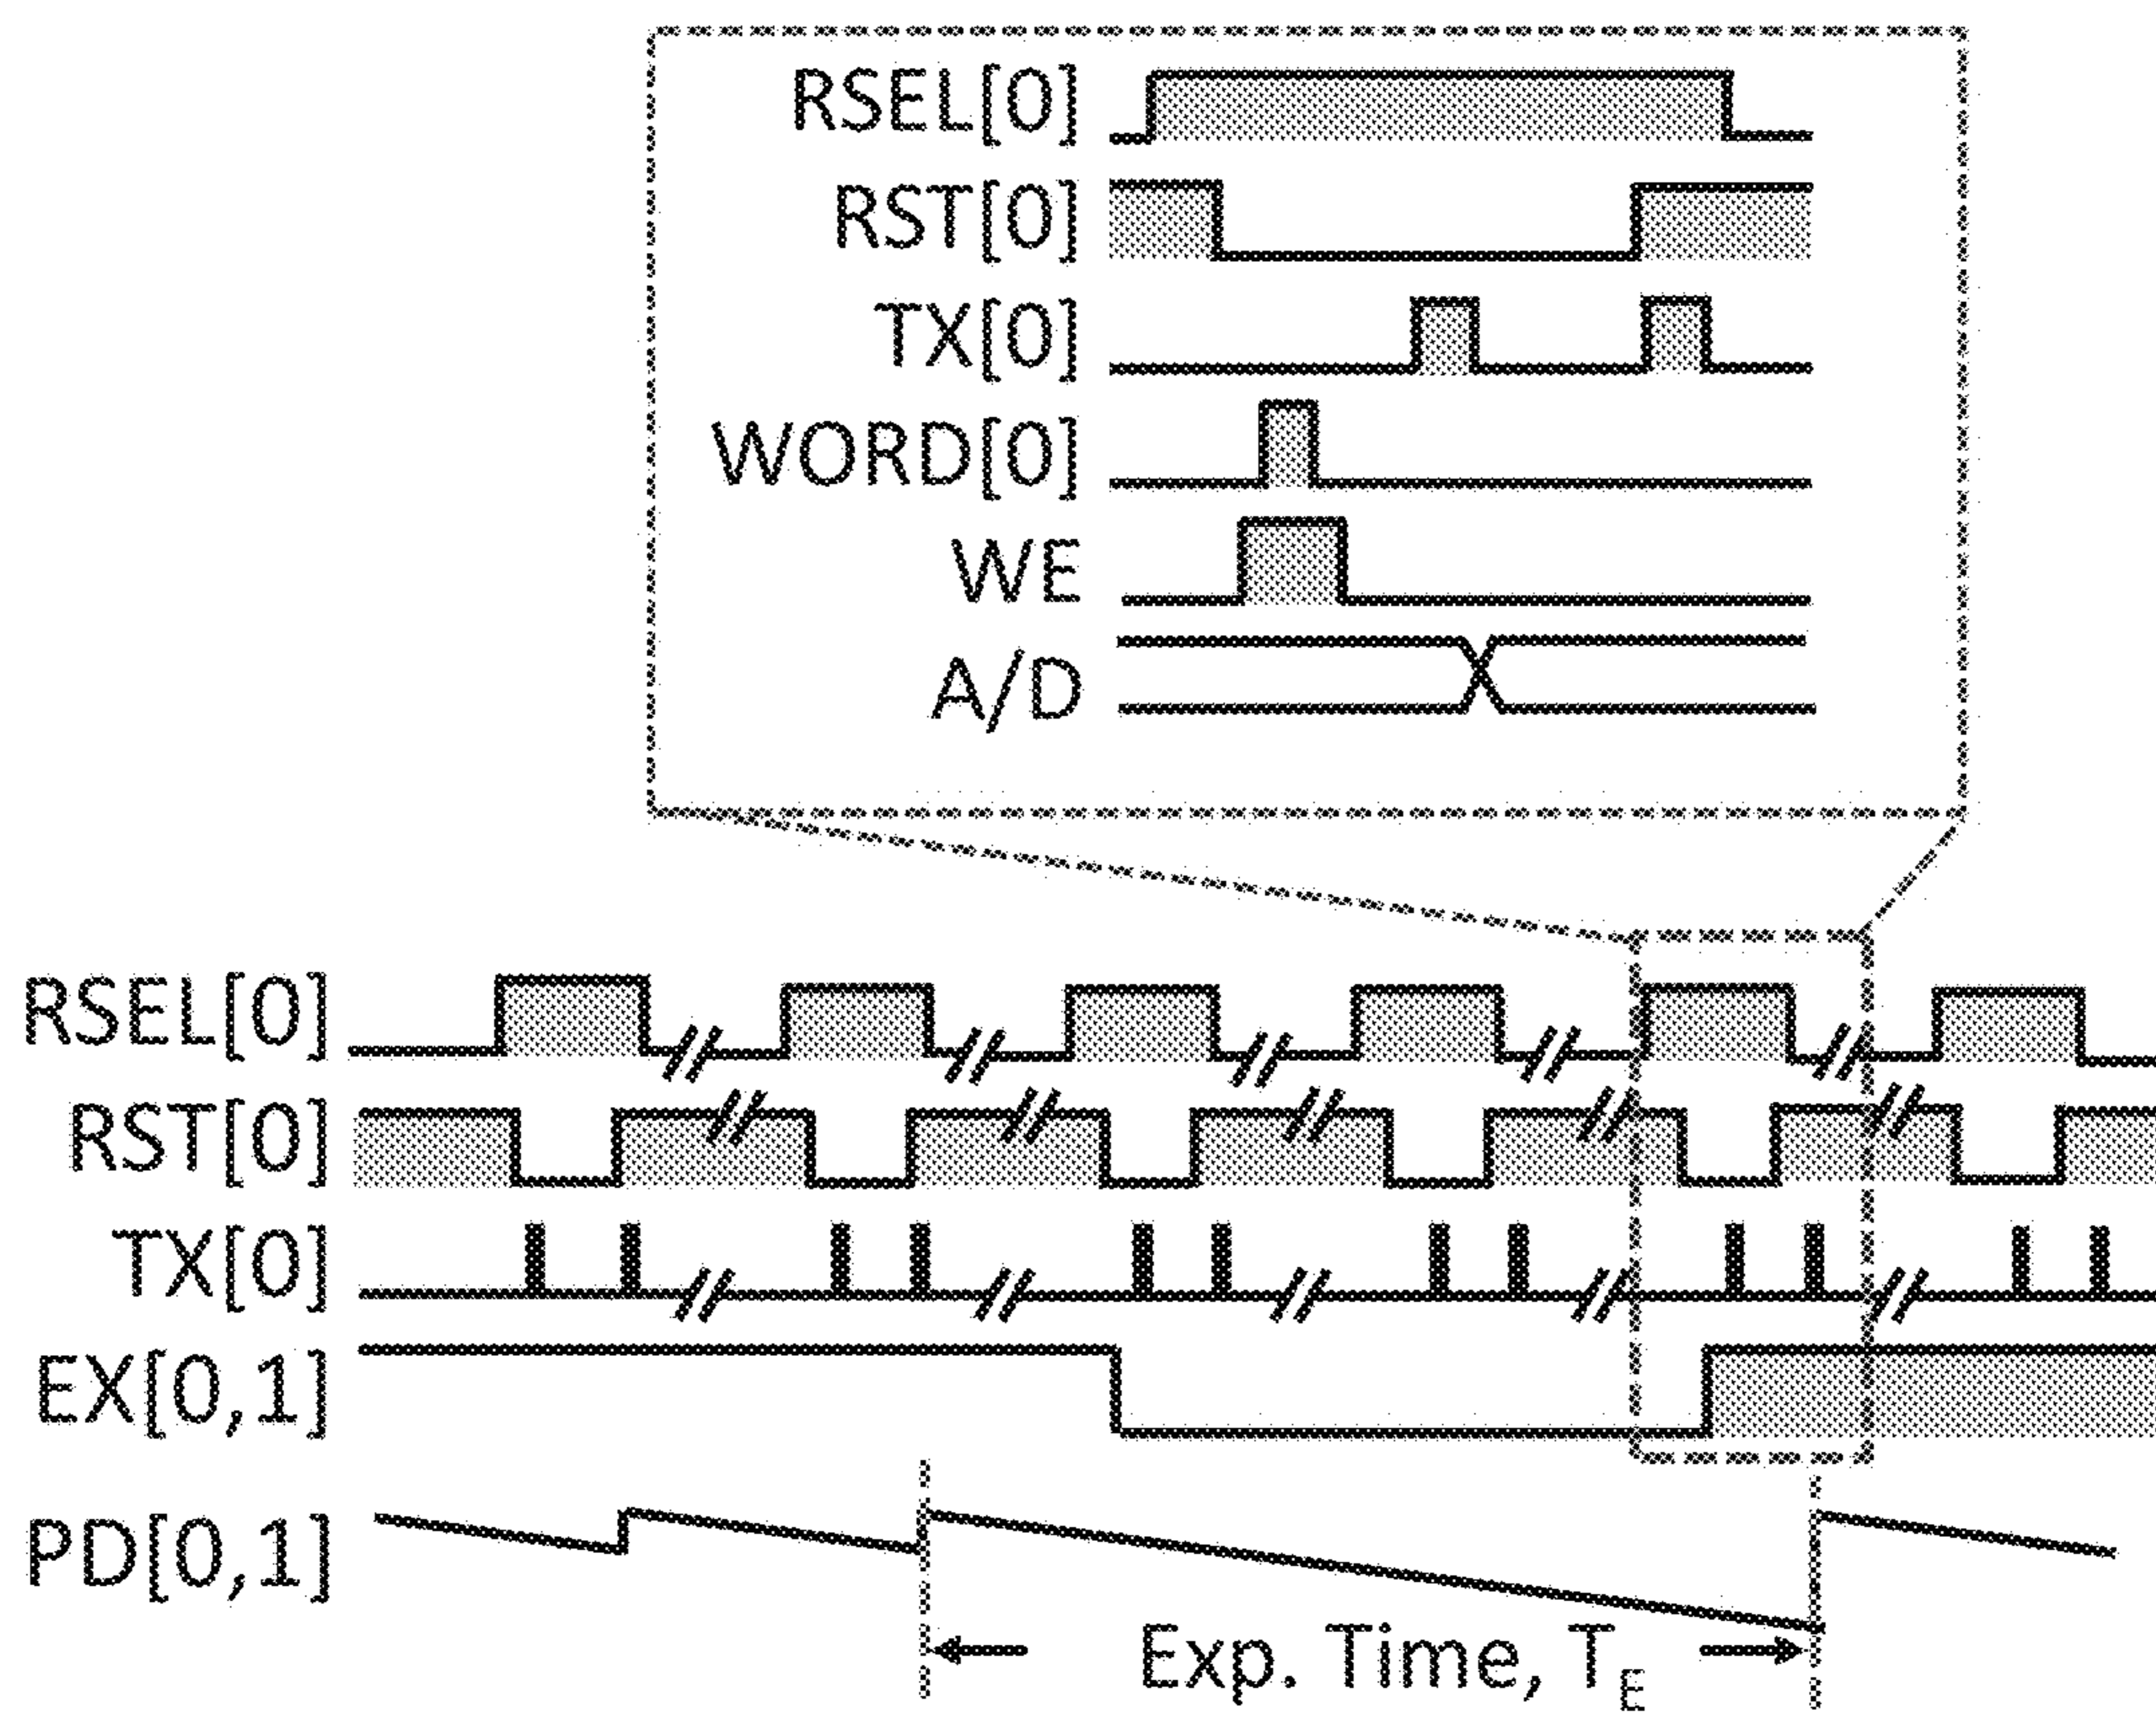 RSEL[0]
RST[0]
TX[0]
WORD[0]
WE
A/D
RSEL[0]
RST[0]
TX[0]
EX[0,1]
PD[0,1]
Exp. Time, TE